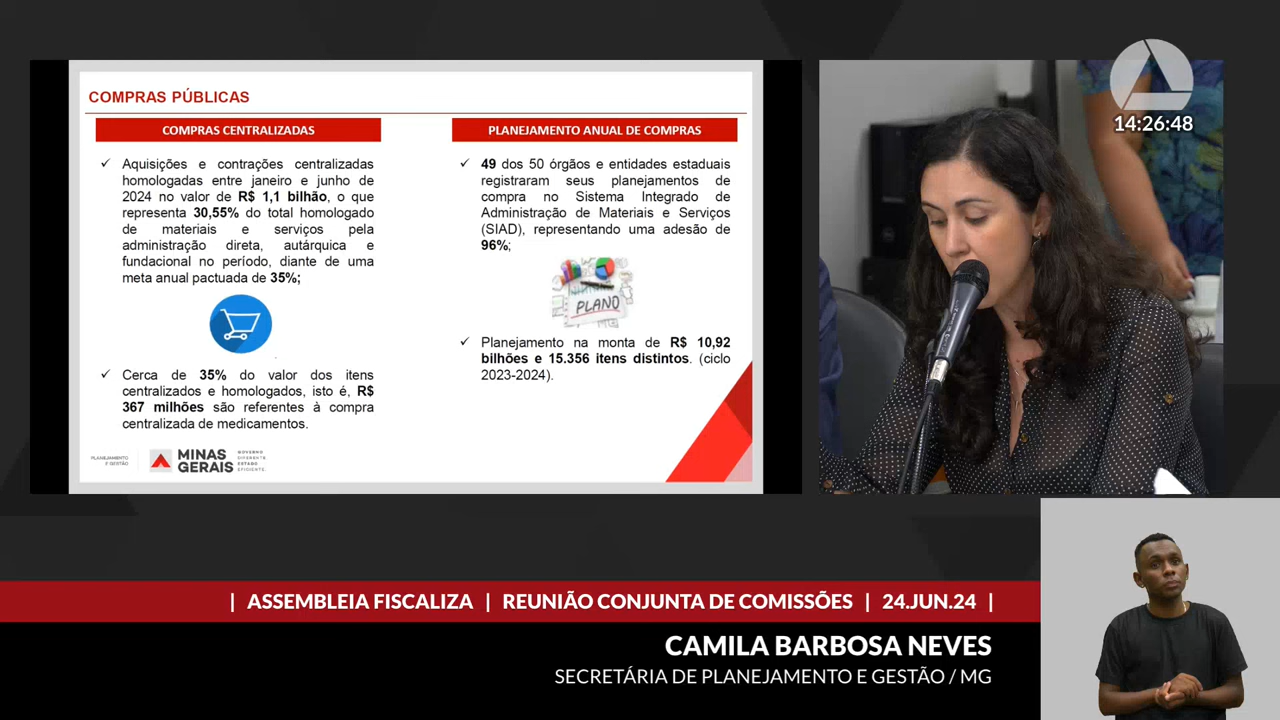 COMPRAS PÚBLICAS
COMPRAS CENTRALIZADAS
✓ Aquisições e contrações centralizadas
homologadas entre janeiro e junho de
2024 no valor de R$ 1,1 bilhão, o que
representa 30,55% do total homologado
de materiais e serviços pela
administração direta, autárquica e
fundacional no período, diante de uma
meta anual pactuada de 35%;
✓ Cerca de 35% do valor dos itens
centralizados e homologados, isto é, R$
367 milhões são referentes à compra
centralizada de medicamentos.
PLANEJAMENTO ANUAL DE COMPRAS
✓ 49 dos 50 órgãos e entidades estaduais
registraram seus planejamentos de
compra no Sistema Integrado de
Administração de Materiais e Serviços
(SIAD), representando uma adesão de
96%;
PLANO
✓ Planejamento na monta de R$ 10,92
bilhões e 15.356 itens distintos. (ciclo
2023-2024).
PLANEJAMENTO
E GESTÃO
MINAS
GERAIS
GOVERNO
DIFERENTE
ESTADO
EFICIENTE.
14:26:48
| ASSEMBLEIA FISCALIZA | REUNIÃO CONJUNTA DE COMISSÕES | 24.JUN.24 |
CAMILA BARBOSA NEVES
SECRETÁRIA DE PLANEJAMENTO E GESTÃO / MG